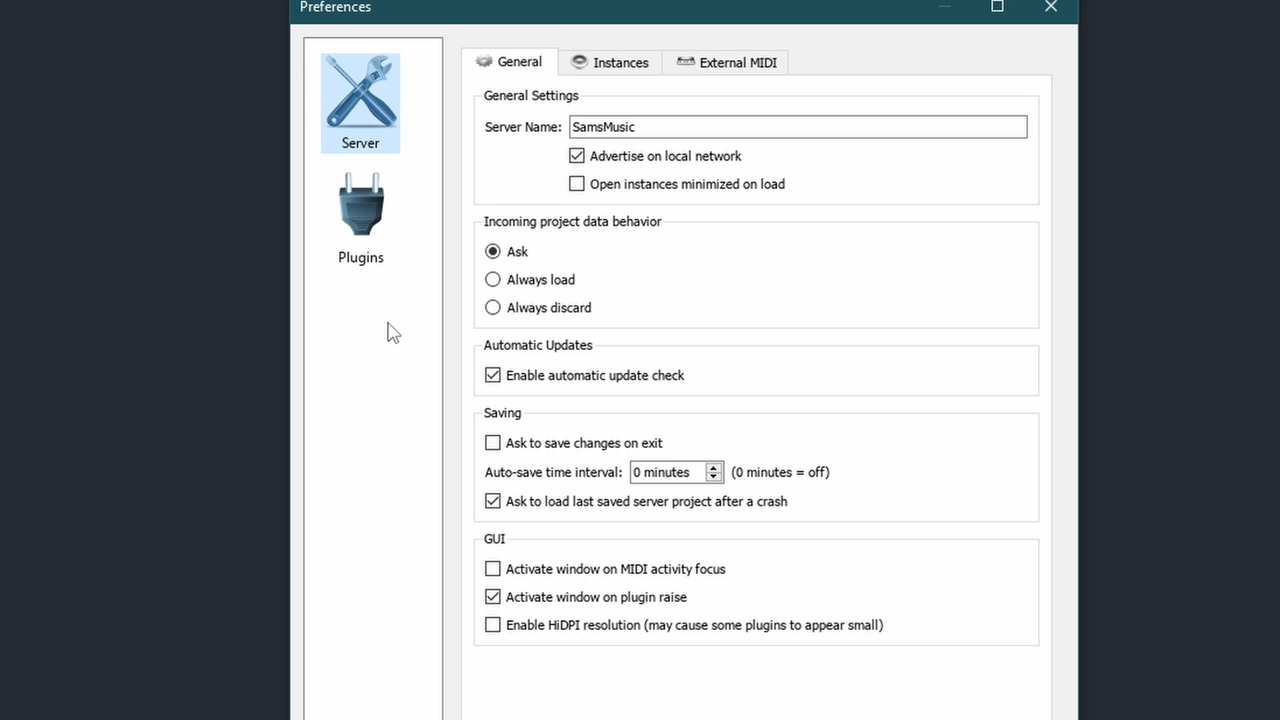 Preferences
Server
Plugins
General
Instances
External MIDI
General Settings
Server Name: SamsMusic
Advertise on local network
Open instances minimized on load
Incoming project data behavior
Ask
Always load
Always discard
Automatic Updates
Enable automatic update check
Saving
Ask to save changes on exit
Auto-save time interval: 0 minutes (0 minutes = off)
Ask to load last saved server project after a crash
GUI
Activate window on MIDI activity focus
Activate window on plugin raise
Enable HiDPI resolution (may cause some plugins to appear small)